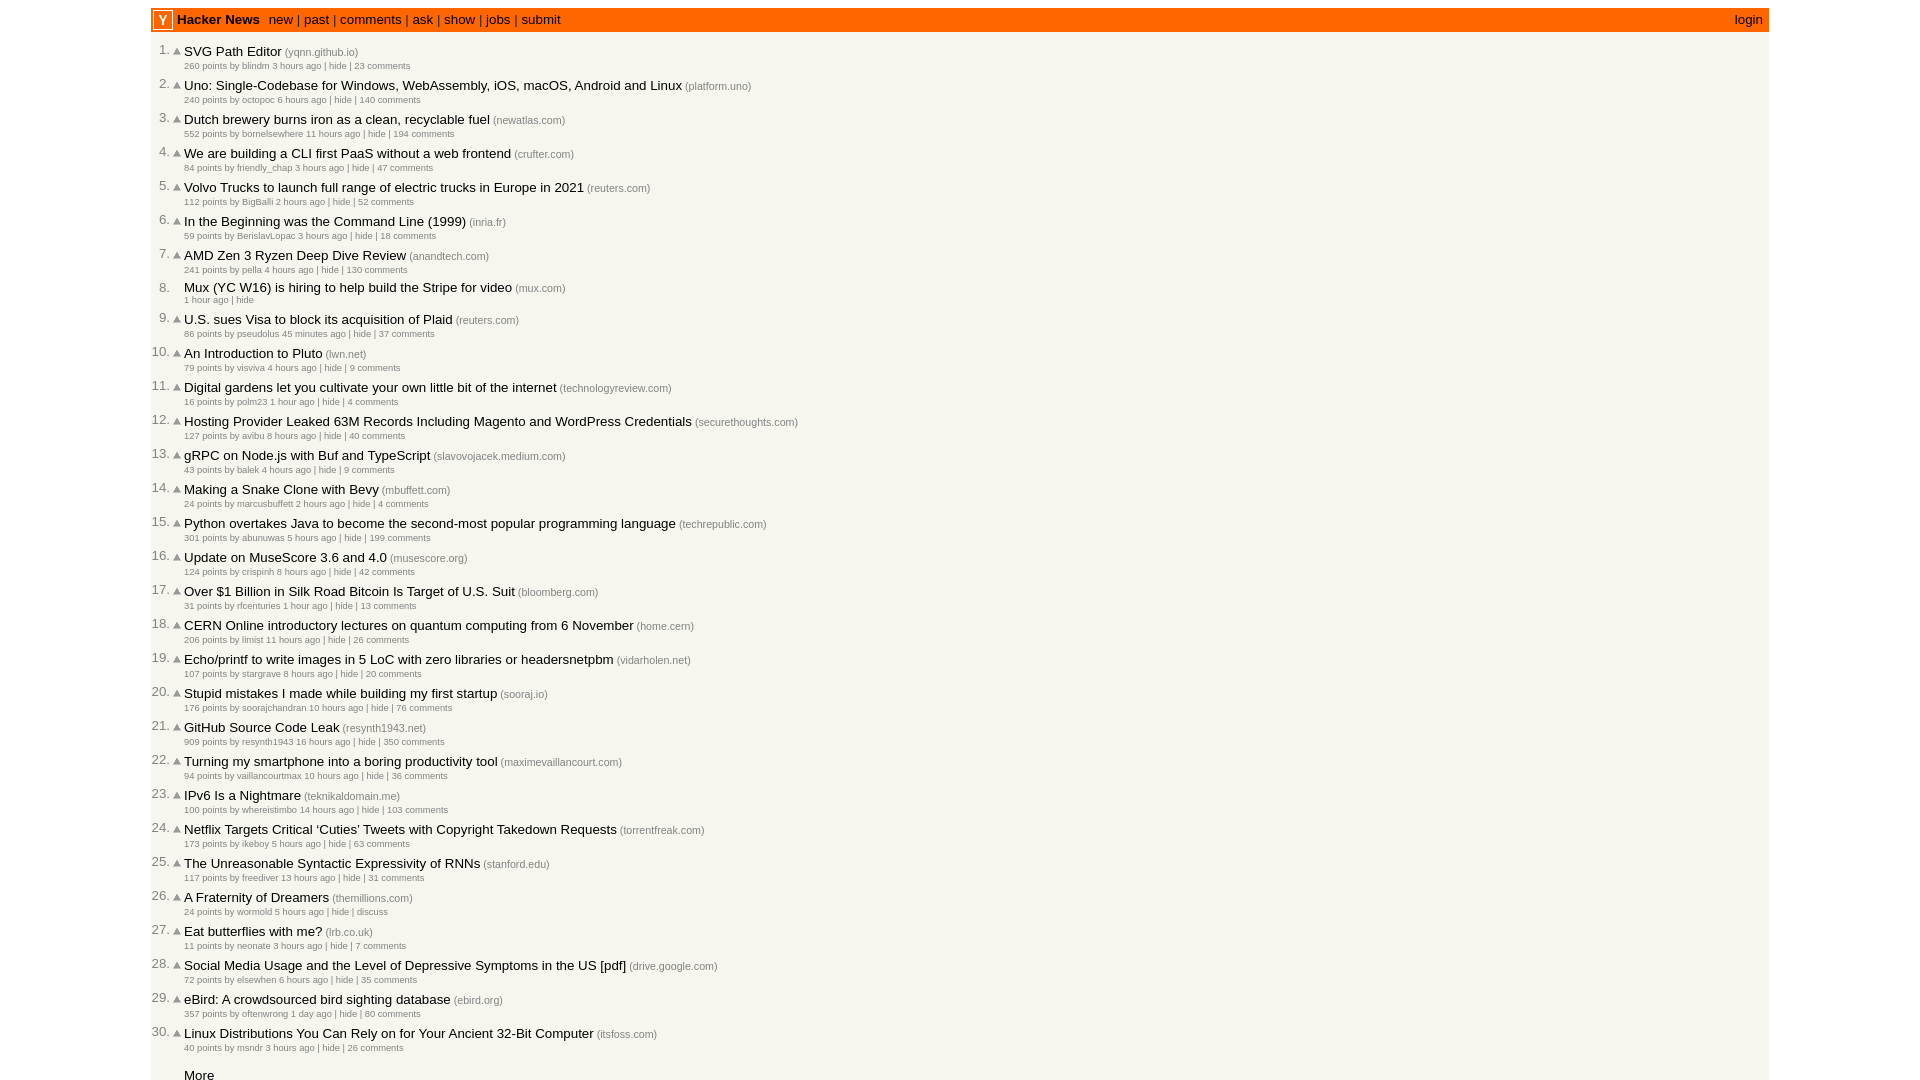 Y Hacker News new | past | comments | ask | show | jobs | submit login
1. SVG Path Editor (yqnn.github.io)
260 points by blindm 3 hours ago | hide | 23 comments
2. Uno: Single-Codebase for Windows, WebAssembly, iOS, macOS, Android and Linux (platform.uno)
240 points by octopoc 6 hours ago | hide | 140 comments
3. Dutch brewery burns iron as a clean, recyclable fuel (newatlas.com)
552 points by bornelsewhere 11 hours ago | hide | 194 comments
4. We are building a CLI first PaaS without a web frontend (crufter.com)
84 points by friendly_chap 3 hours ago | hide | 47 comments
5. Volvo Trucks to launch full range of electric trucks in Europe in 2021 (reuters.com)
112 points by BigBalli 2 hours ago | hide | 52 comments
6. In the Beginning was the Command Line (1999) (inria.fr)
59 points by BerislavLopac 3 hours ago | hide | 18 comments
7. AMD Zen 3 Ryzen Deep Dive Review (anandtech.com)
241 points by pella 4 hours ago | hide | 130 comments
8. Mux (YC W16) is hiring to help build the Stripe for video (mux.com)
1 hour ago | hide
9. U.S. sues Visa to block its acquisition of Plaid (reuters.com)
86 points by pseudolus 45 minutes ago | hide | 37 comments
10. An Introduction to Pluto (lwn.net)
79 points by visviva 4 hours ago | hide | 9 comments
11. Digital gardens let you cultivate your own little bit of the internet (technologyreview.com)
16 points by polm23 1 hour ago | hide | 4 comments
12. Hosting Provider Leaked 63M Records Including Magento and WordPress Credentials (securethoughts.com)
127 points by avibu 8 hours ago | hide | 40 comments
13. gRPC on Node.js with Buf and TypeScript (slavovojacek.medium.com)
43 points by balek 4 hours ago | hide | 9 comments
14. Making a Snake Clone with Bevy (mbuffett.com)
24 points by marcusbuffett 2 hours ago | hide | 4 comments
15. Python overtakes Java to become the second-most popular programming language (techrepublic.com)
301 points by abunuwas 5 hours ago | hide | 199 comments
16. Update on MuseScore 3.6 and 4.0 (musescore.org)
124 points by crispinh 8 hours ago | hide | 42 comments
17. Over $1 Billion in Silk Road Bitcoin Is Target of U.S. Suit (bloomberg.com)
31 points by rfcenturies 1 hour ago | hide | 13 comments
18. CERN Online introductory lectures on quantum computing from 6 November (home.cern)
206 points by limist 11 hours ago | hide | 26 comments
19. Echo/printf to write images in 5 LoC with zero libraries or headersnetpbm (vidarholen.net)
107 points by stargrave 8 hours ago | hide | 20 comments
20. Stupid mistakes I made while building my first startup (sooraj.io)
176 points by soorajchandran 10 hours ago | hide | 76 comments
21. GitHub Source Code Leak (resynth1943.net)
909 points by resynth1943 16 hours ago | hide | 350 comments
22. Turning my smartphone into a boring productivity tool (maximevaillancourt.com)
94 points by vaillancourtmax 10 hours ago | hide | 36 comments
23. IPv6 Is a Nightmare (teknikaldomain.me)
100 points by whereistimbo 14 hours ago | hide | 103 comments
24. Netflix Targets Critical ‘Cuties’ Tweets with Copyright Takedown Requests (torrentfreak.com)
173 points by ikeboy 5 hours ago | hide | 63 comments
25. The Unreasonable Syntactic Expressivity of RNNs (stanford.edu)
117 points by freediver 13 hours ago | hide | 31 comments
26. A Fraternity of Dreamers (themillions.com)
24 points by wormold 5 hours ago | hide | discuss
27. Eat butterflies with me? (lrb.co.uk)
11 points by neonate 3 hours ago | hide | 7 comments
28. Social Media Usage and the Level of Depressive Symptoms in the US [pdf] (drive.google.com)
72 points by elsewhen 6 hours ago | hide | 35 comments
29. eBird: A crowdsourced bird sighting database (ebird.org)
357 points by oftenwrong 1 day ago | hide | 80 comments
30. Linux Distributions You Can Rely on for Your Ancient 32-Bit Computer (itsfoss.com)
40 points by msndr 3 hours ago | hide | 26 comments
More